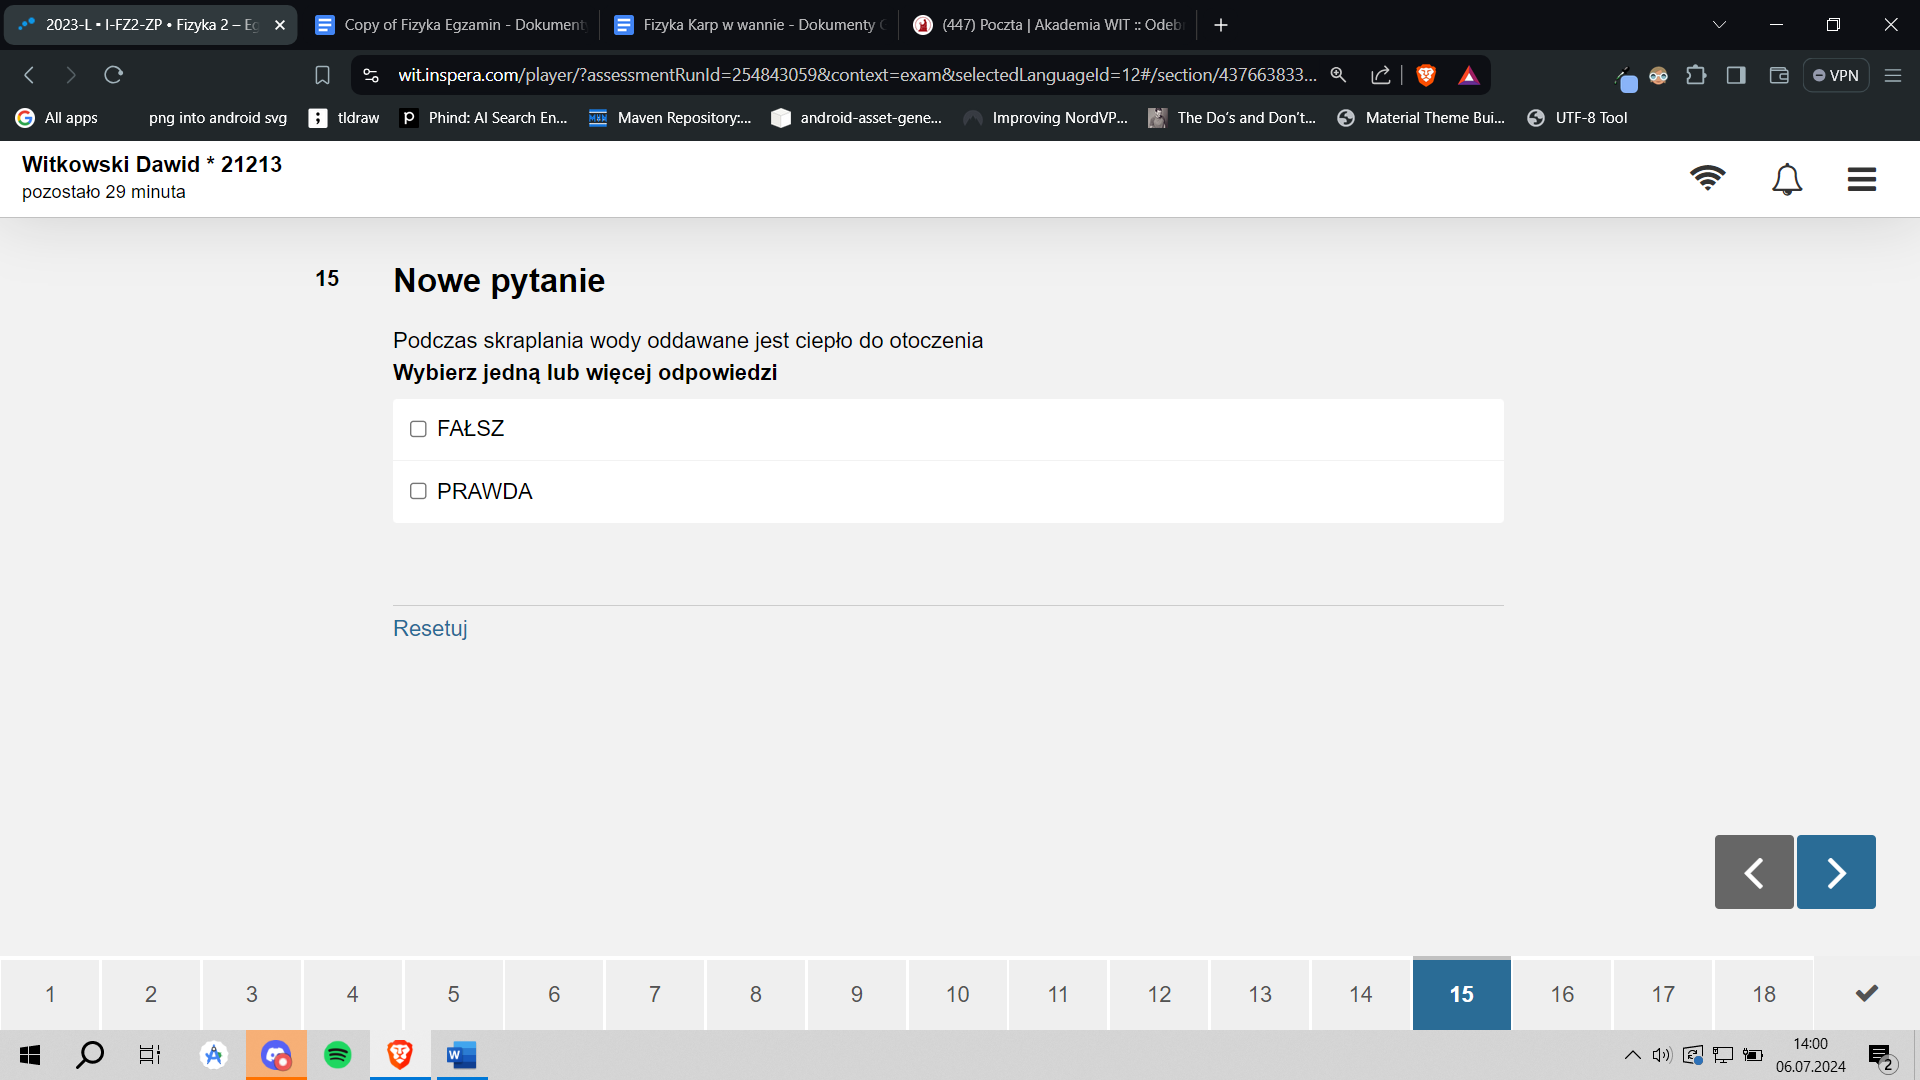 2023-L • I-FZ2-ZP • Fizyka 2 – Eg
Copy of Fizyka Egzamin - Dokument
Fizyka Karp w wannie - Dokumenty G
(447) Poczta | Akademia WIT :: Odeb
wit.inspera.com/player/?assessmentRunId=254843059&context=exam&selectedLanguageId=12#/section/437663833...
VPN
All apps
png into android svg
tldraw
Phind: AI Search En...
Maven Repository:...
android-asset-gene...
Improving NordVP...
The Do's and Don't...
Material Theme Bui...
UTF-8 Tool
Witkowski Dawid * 21213
pozostało 29 minuta
15
Nowe pytanie
Podczas skraplania wody oddawane jest ciepło do otoczenia
Wybierz jedną lub więcej odpowiedzi
FAŁSZ
PRAWDA
Resetuj
1 2 3 4 5 6 7 8 9 10 11 12 13 14 15 16 17 18
14:00
06.07.2024
2